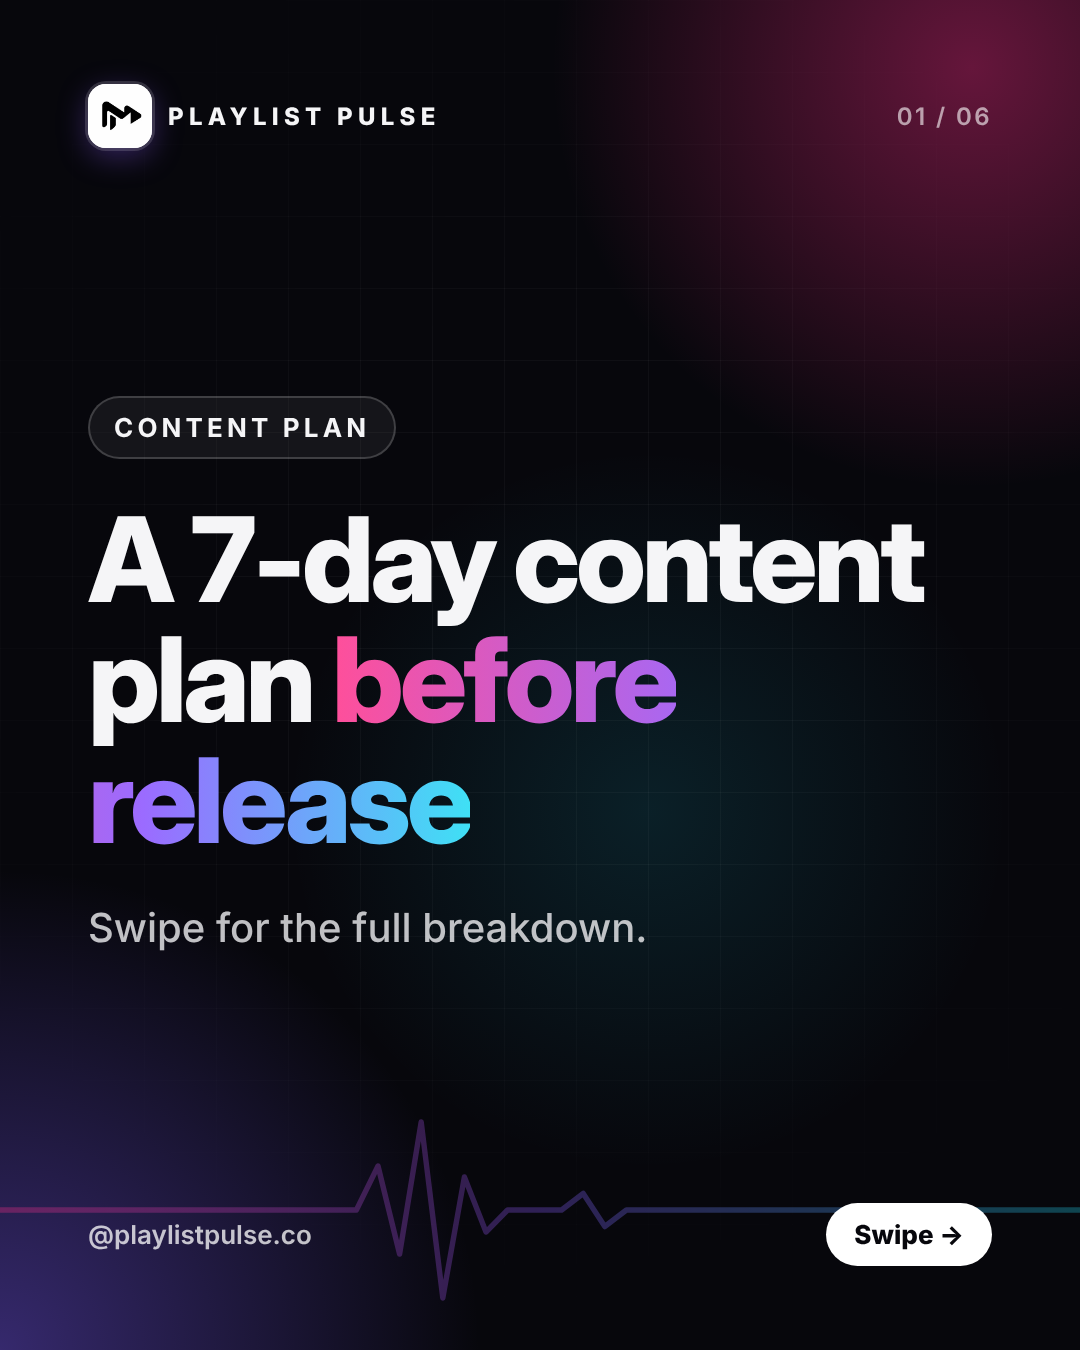 PLAYLIST PULSE
01 / 06
CONTENT PLAN
A 7-day content
plan before
release
Swipe for the full breakdown.
@playlistpulse.co
Swipe →